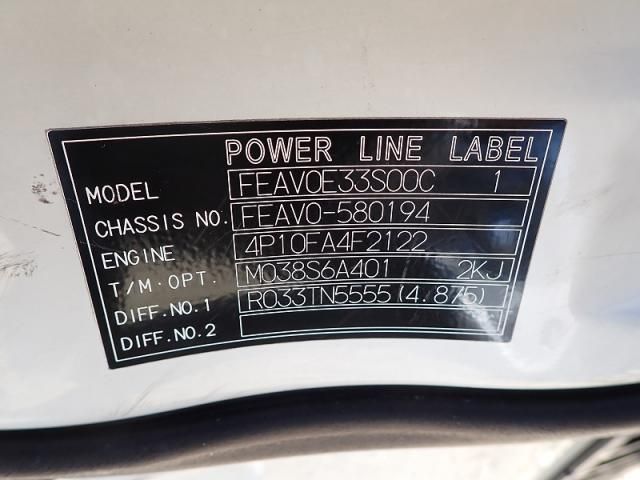 POWER LINE LABEL
MODEL FEAV0E33S00C 1
CHASSIS NO. FEAV0-580194
ENGINE 4P10FA4F2122
T/M·OPT. M038S6A401 2KJ
DIFF.NO.1 R033TN5555(4.875)
DIFF.NO.2